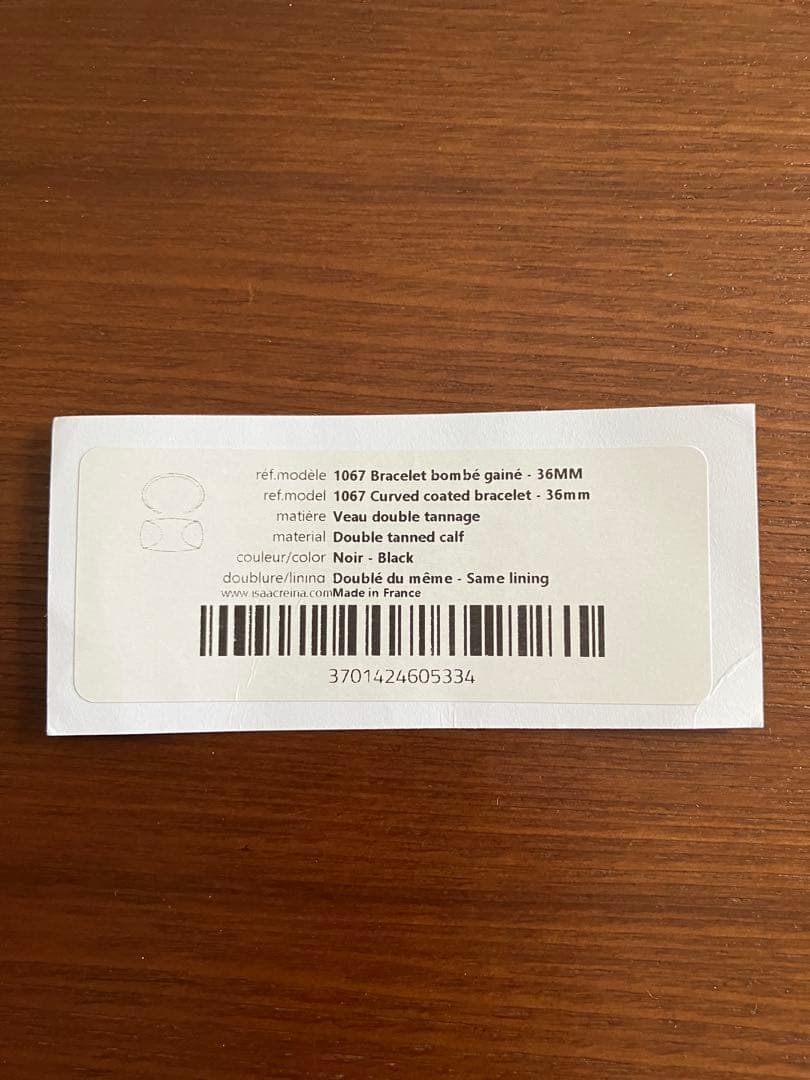 réf.modèle 1067 Bracelet bombé gainé - 36MM
ref.model 1067 Curved coated bracelet - 36mm
matière Veau double tannage
material Double tanned calf
couleur/color Noir - Black
doublure/lining Doublé du même - Same lining
www.isaacreina.com Made in France
3701424605334